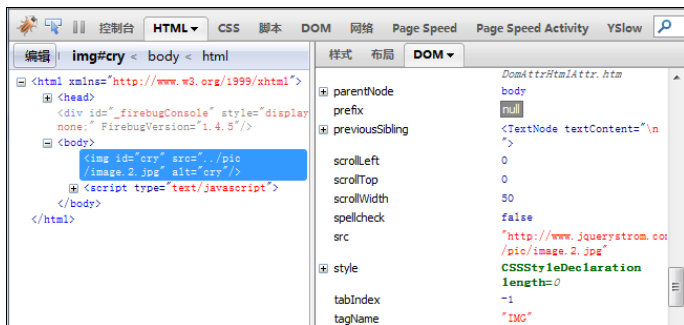 控制台 HTML CSS 脚本 DOM 网络 Page Speed Page Speed Activity YSlow
编辑 img#cry < body < html
样式 布局 DOM
<html xmlns="http://www.w3.org/1999/xhtml">
<head>
<div id="_firebugConsole" style="display
none;" FirebugVersion="1.4.5"/>
<body>
<img id="cry" src="../pic
/image.2.jpg" alt="cry"/>
<script type="text/javascript">
</body>
</html>
DomAttrHtmlAttr.htm
parentNode body
prefix null
previousSibling <TextNode textContent="\n
">
scrollLeft 0
scrollTop 0
scrollWidth 50
spellcheck false
src "http://www.jquerystrom.co
/pic/image.2.jpg"
style CSSStyleDeclaration
length=0
tabIndex -1
tagName "IMG"